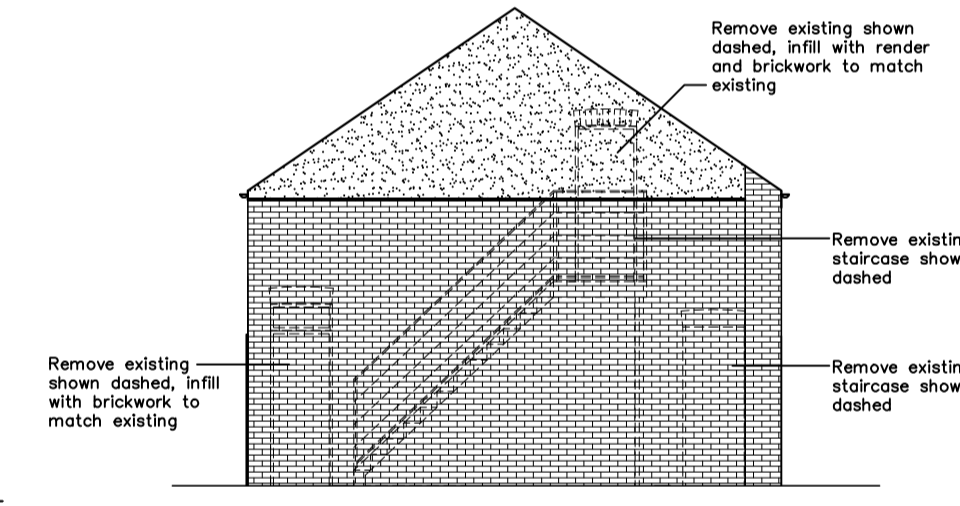 Remove existing shown
dashed, infill with render
and brickwork to match
existing
Remove existin
staircase show
dashed
Remove existing
shown dashed, infill
with brickwork to
match existing
Remove existin
staircase show
dashed